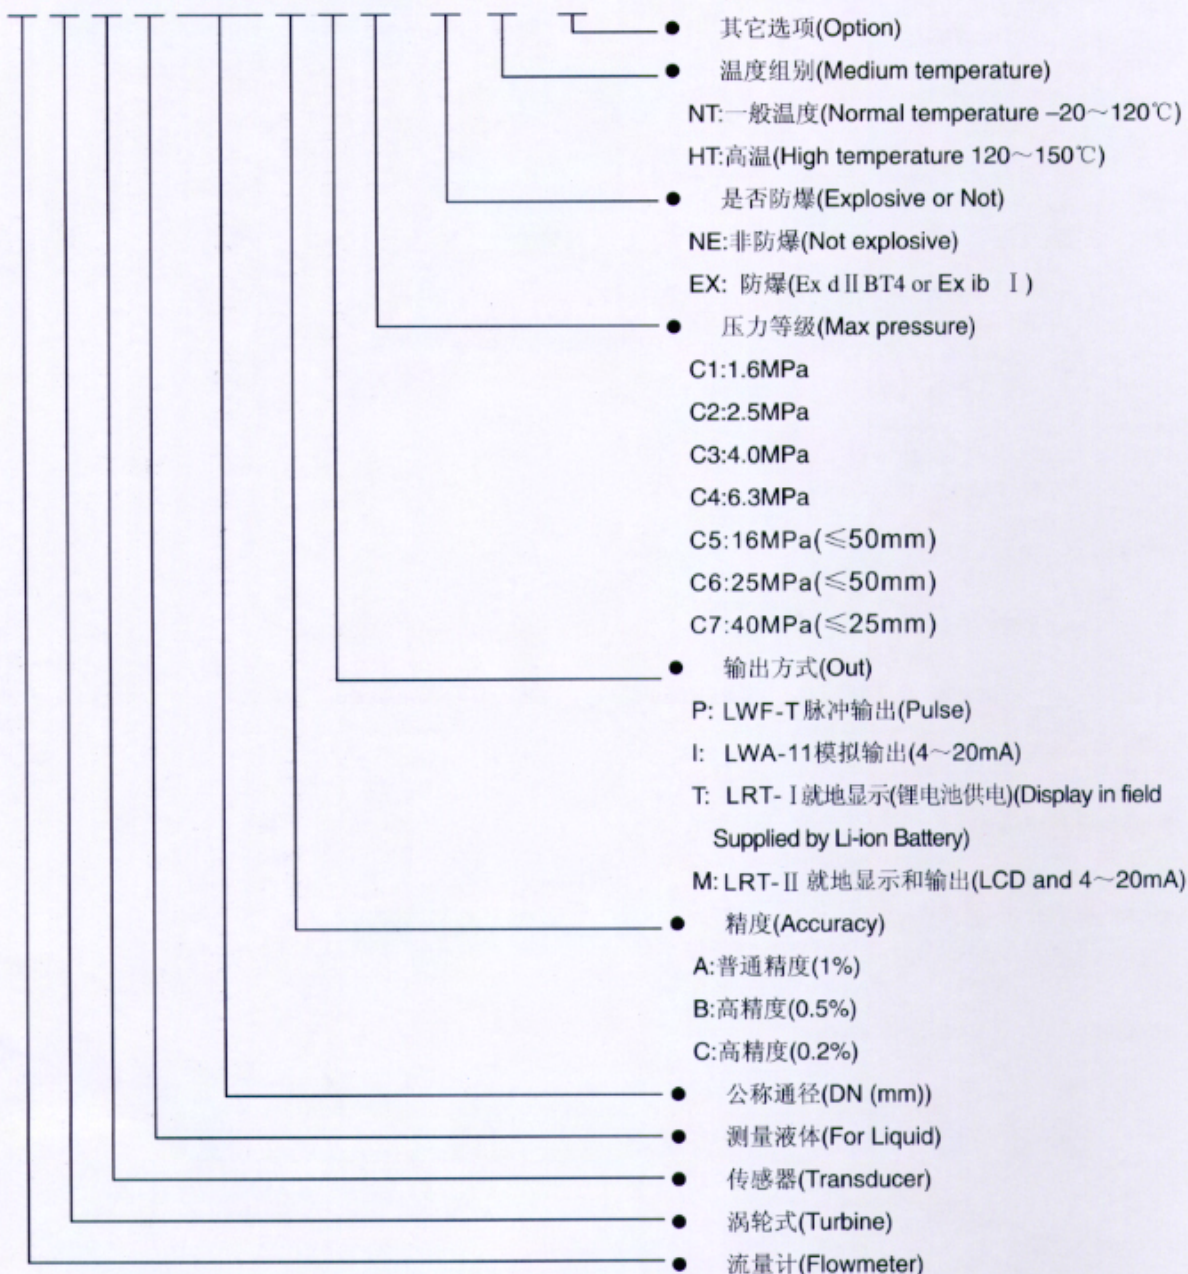 其它选项(Option)
温度组别(Medium temperature)
NT:一般温度(Normal temperature –20～120℃)
HT:高温(High temperature 120～150℃)
是否防爆(Explosive or Not)
NE:非防爆(Not explosive)
EX: 防爆(Ex dⅡBT4 or Ex ib Ⅰ)
压力等级(Max pressure)
C1:1.6MPa
C2:2.5MPa
C3:4.0MPa
C4:6.3MPa
C5:16MPa(≤50mm)
C6:25MPa(≤50mm)
C7:40MPa(≤25mm)
输出方式(Out)
P: LWF-T脉冲输出(Pulse)
I: LWA-11模拟输出(4～20mA)
T: LRT-Ⅰ就地显示(锂电池供电)(Display in field
Supplied by Li-ion Battery)
M: LRT-Ⅱ 就地显示和输出(LCD and 4～20mA)
精度(Accuracy)
A:普通精度(1%)
B:高精度(0.5%)
C:高精度(0.2%)
公称通径(DN (mm))
测量液体(For Liquid)
传感器(Transducer)
涡轮式(Turbine)
流量计(Flowmeter)